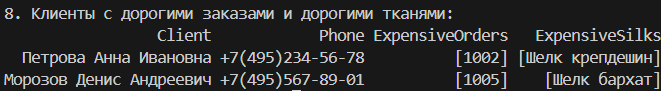 8. Клиенты с дорогими заказами и дорогими тканями:
Client Phone ExpensiveOrders ExpensiveSilks
Петрова Анна Ивановна +7(495)234-56-78 [1002] [Шелк крепдешин]
Морозов Денис Андреевич +7(495)567-89-01 [1005] [Шелк бархат]